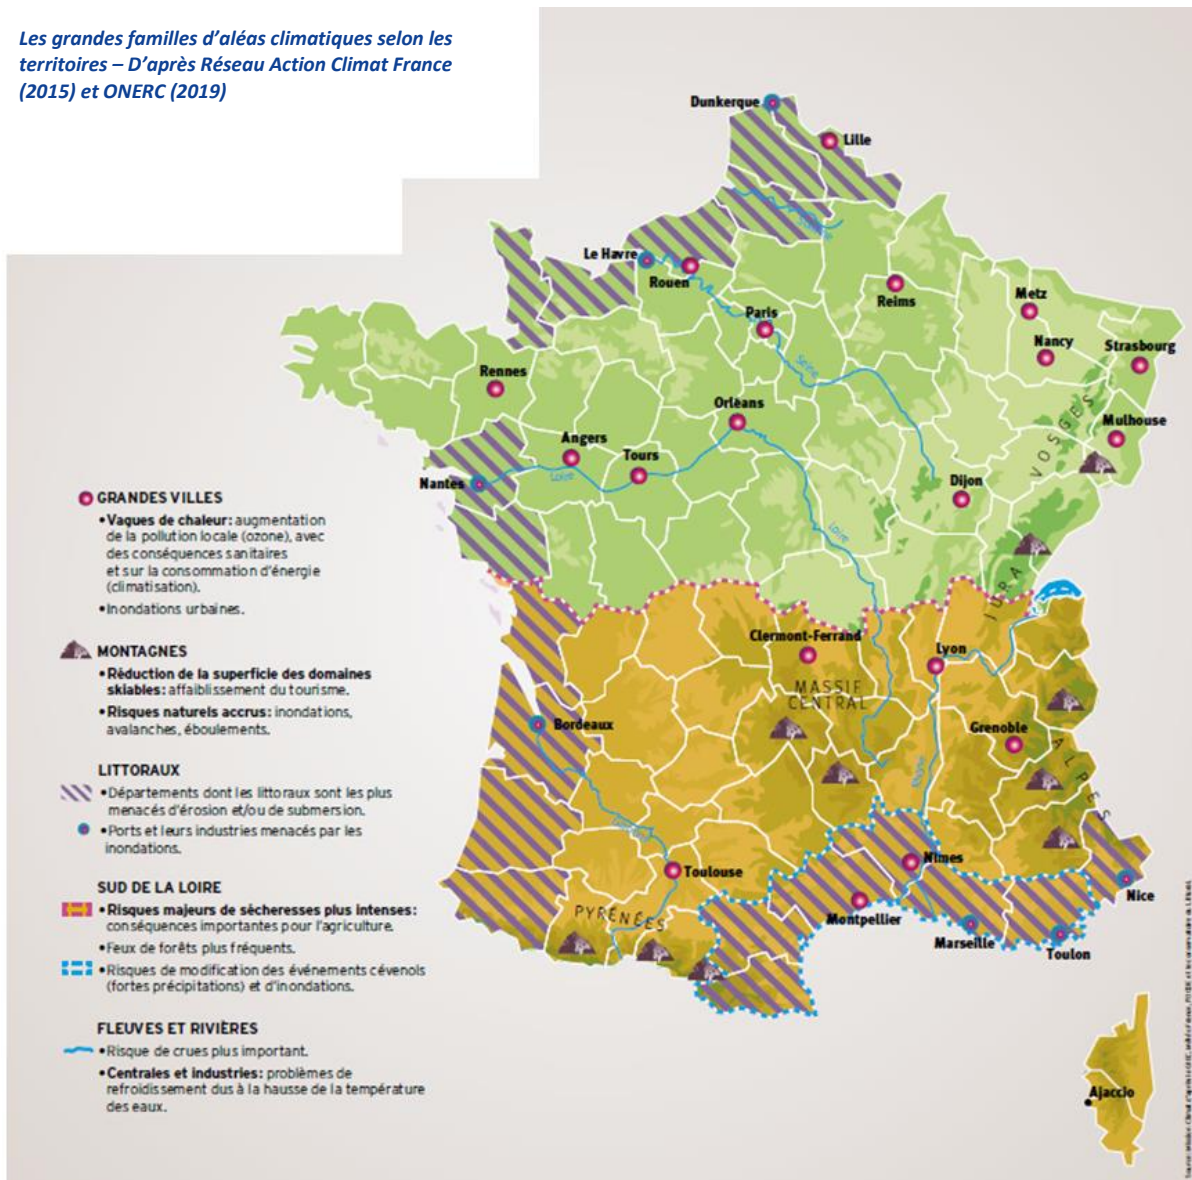 Les grandes familles d'aléas climatiques selon les
territoires – D'après Réseau Action Climat France
(2015) et ONERC (2019)
Dunkerque
Lille
Somme
Le Havre
Rouen
Reims
Metz
Paris
Nancy
Strasbourg
Seine
Rennes
Orléans
VOSGES
Mulhouse
Angers
Tours
Loire
Nantes
Dijon
Loire
JURA
Clermont-Ferrand
Lyon
MASSIF
CENTRAL
Bordeaux
Grenoble
ALPES
Rhône
Nîmes
Toulouse
Nice
PYRÉNÉES
Montpellier
Marseille
Toulon
Ajaccio
GRANDES VILLES
• Vagues de chaleur : augmentation
de la pollution locale (ozone), avec
des conséquences sanitaires
et sur la consommation d'énergie
(climatisation).
• Inondations urbaines.
MONTAGNES
• Réduction de la superficie des domaines
skiables : affaiblissement du tourisme.
• Risques naturels accrus : inondations,
avalanches, éboulements.
LITTORAUX
• Départements dont les littoraux sont les plus
menacés d'érosion et/ou de submersion.
• Ports et leurs industries menacés par les
inondations.
SUD DE LA LOIRE
• Risques majeurs de sécheresses plus intenses :
conséquences importantes pour l'agriculture.
• Feux de forêts plus fréquents.
• Risques de modification des événements cévenols
(fortes précipitations) et d'inondations.
FLEUVES ET RIVIÈRES
• Risque de crues plus important.
• Centrales et industries : problèmes de
refroidissement dus à la hausse de la température
des eaux.